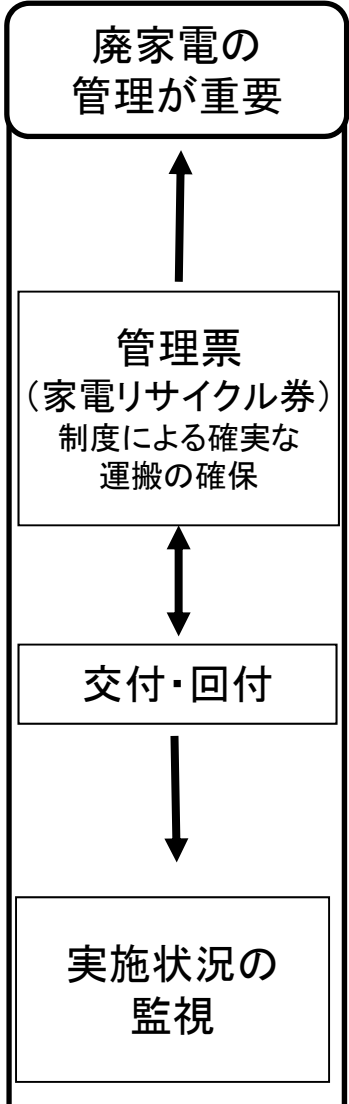 廃家電の
管理が重要
管理票
（家電リサイクル券）
制度による確実な
運搬の確保
交付・回付
実施状況の
監視